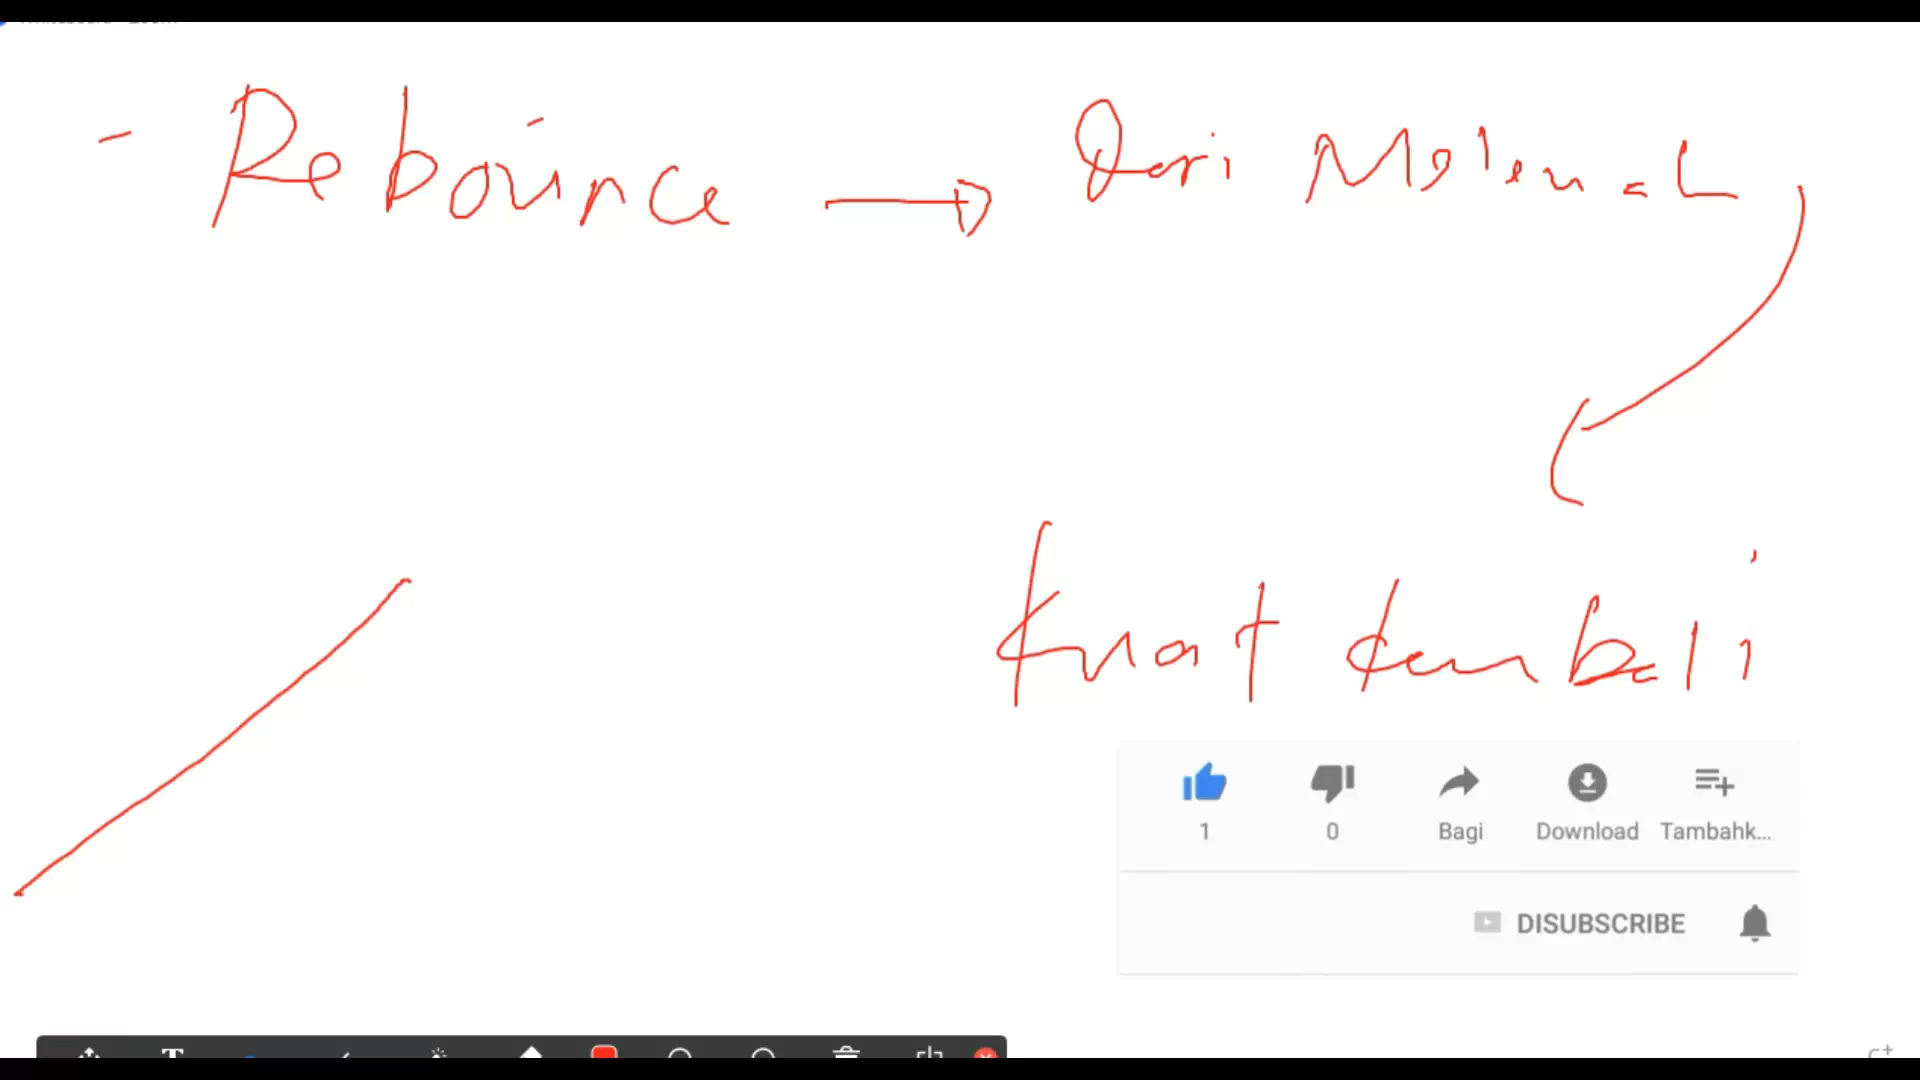 - Rebounce → Dari Melemah
Kuat kembali
1 0 Bagi Download Tambahk...
DISUBSCRIBE
T